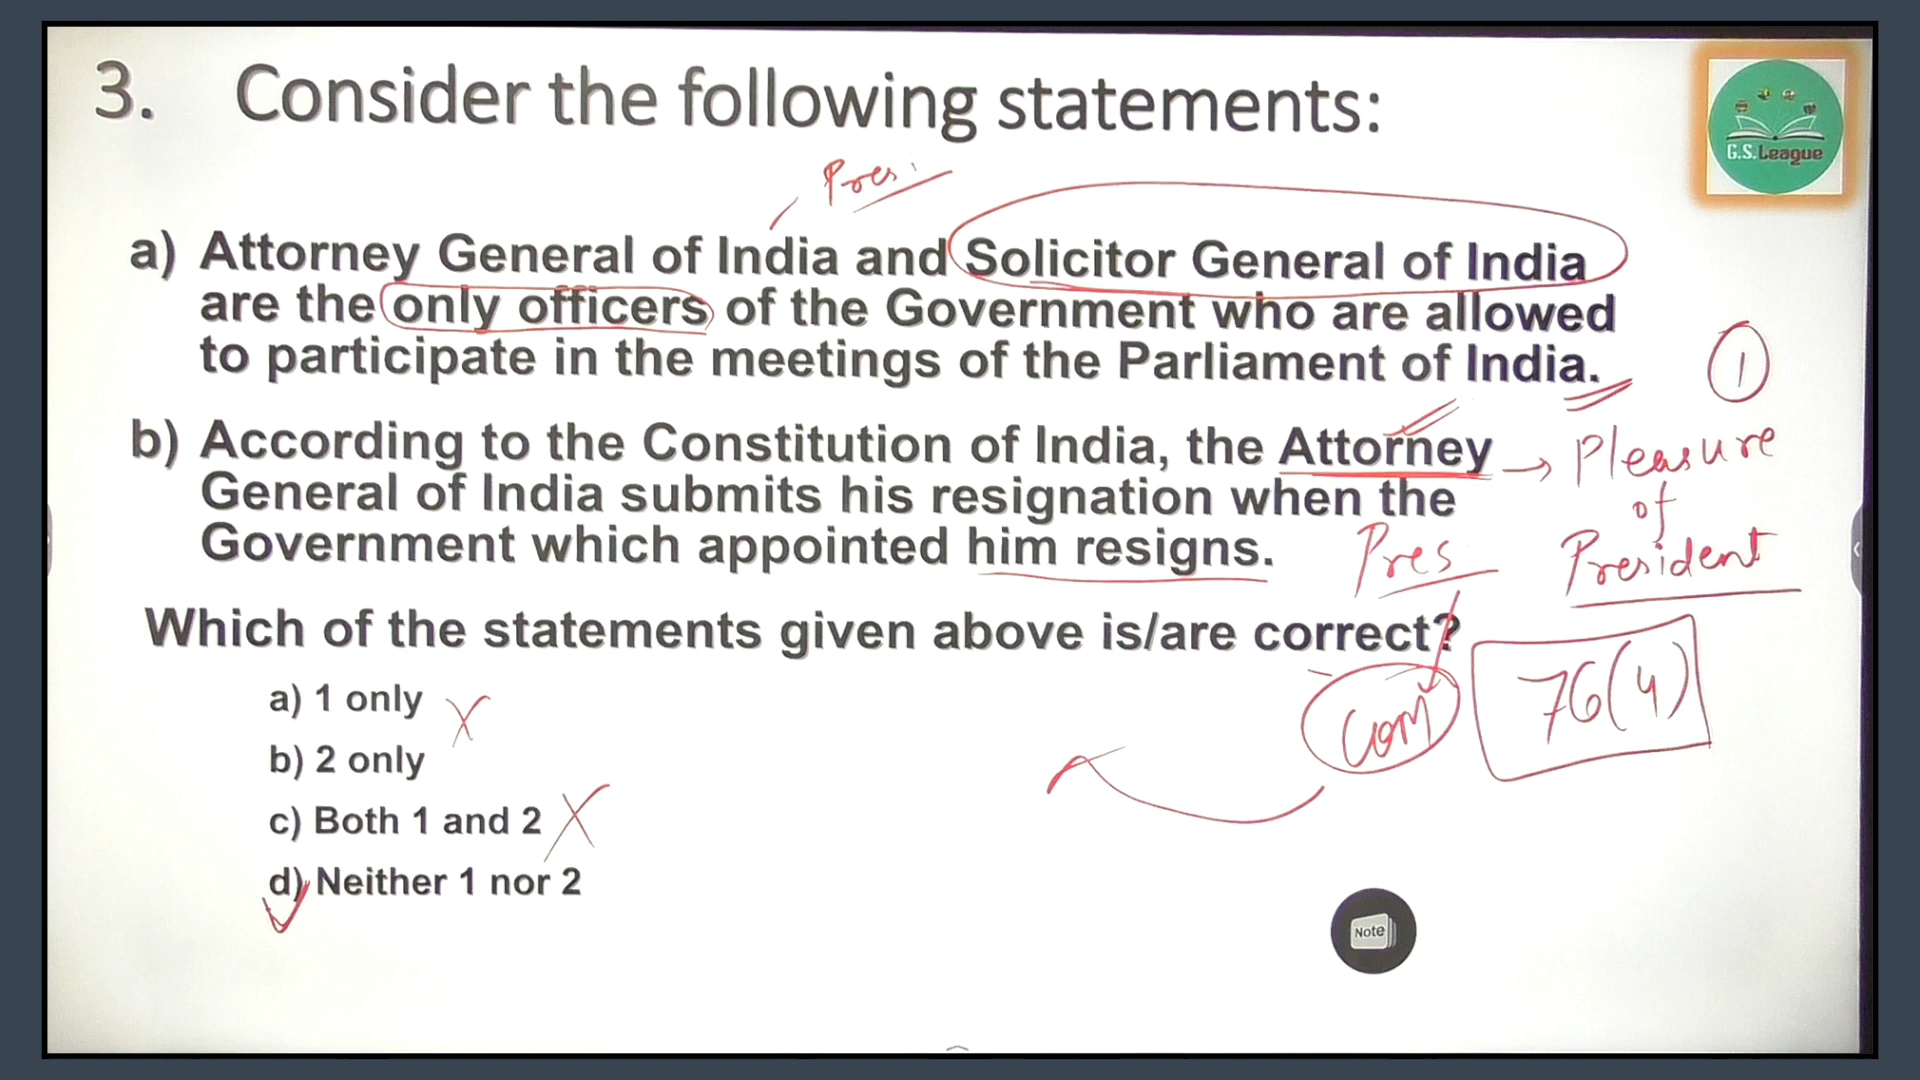 3. Consider the following statements:
G.S.League
Pres.
a) Attorney General of India and Solicitor General of India
are the only officers of the Government who are allowed
to participate in the meetings of the Parliament of India.
1
b) According to the Constitution of India, the Attorney → Pleasure
General of India submits his resignation when the
of
Government which appointed him resigns.
Pres
President
Which of the statements given above is/are correct?
76(4)
COM
a) 1 only
b) 2 only
c) Both 1 and 2
d) Neither 1 nor 2
Note